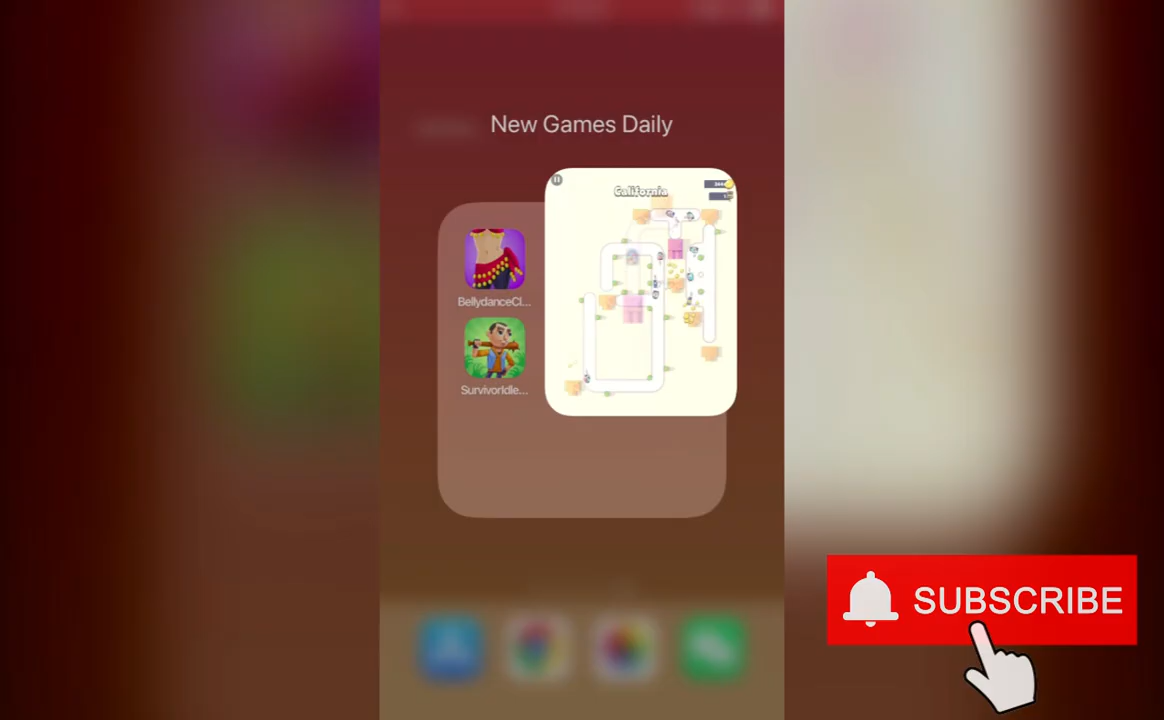 New Games Daily
California
BellydanceCl...
SurvivorIdle...
SUBSCRIBE